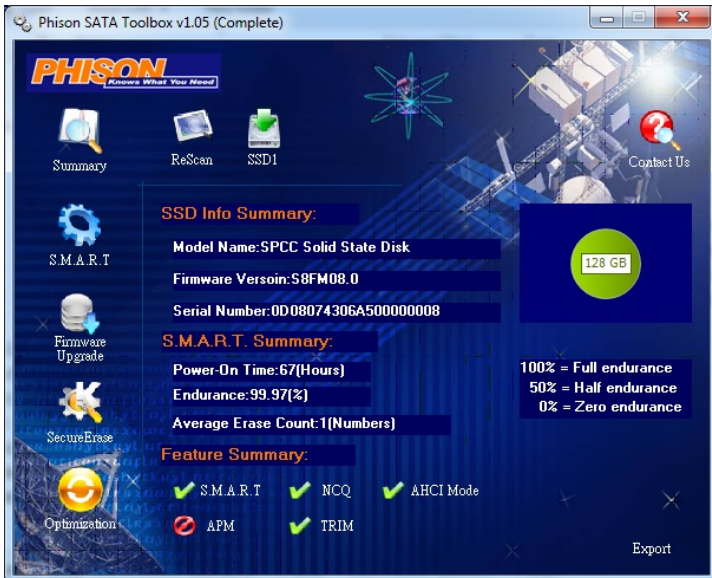 Phison SATA Toolbox v1.05 (Complete)
PHISON
Knows What You Need
Summary
ReScan
SSD1
Contact Us
SSD Info Summary:
Model Name:SPCC Solid State Disk
128 GB
S.M.A.R.T
Firmware Versoin:S8FM08.0
Serial Number:0D08074306A500000008
Firmware
Upgrade
S.M.A.R.T. Summary:
Power-On Time:67(Hours)
100% = Full endurance
Endurance:99.97(%)
50% = Half endurance
0% = Zero endurance
Average Erase Count:1(Numbers)
SecureErase
Feature Summary:
S.M.A.R.T
NCQ
AHCI Mode
Optimization
APM
TRIM
Export